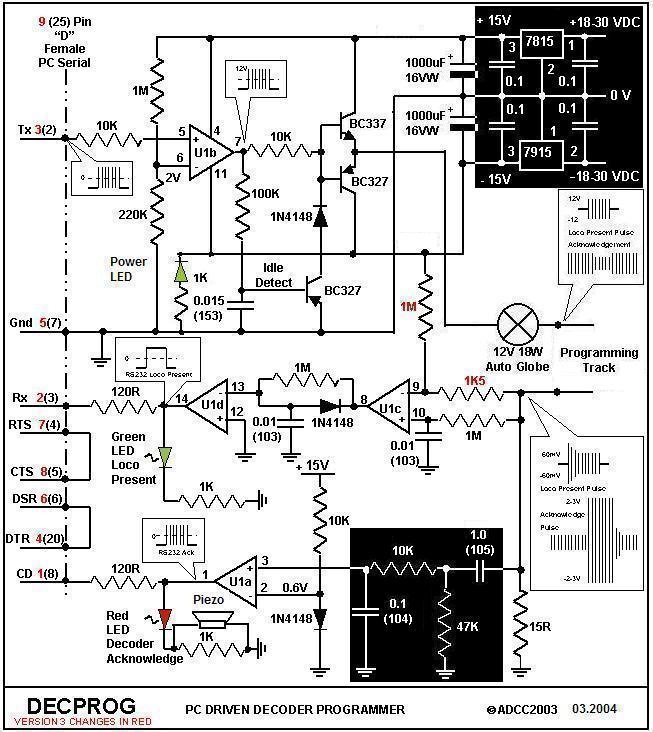 9 (25) Pin
“D”
Female
PC Serial
+ 15V
7815
+18-30 VDC
3
1
2
1000uF +
16VW
0.1
0.1
0 V
1000uF +
16VW
0.1
0.1
1
3
7915
2
- 15V
–18-30 VDC
1M
12V
0
Tx 3(2)
10K
5
4
+
U1b
7
10K
BC337
6
-
11
2V
BC327
0
220K
100K
1N4148
Power
LED
1K
0.015
(153)
Idle
Detect
BC327
1M
12V
-12
Loco Present Pulse
Acknowledgement
Gnd 5(7)
12V 18W
Auto Globe
Programming
Track
0
RS232 Loco Present
1M
9
1K5
Rx 2(3)
120R
14
U1d
13
12
0.01
(103)
1N4148
8
U1c
10
1M
0.01
(103)
RTS 7(4)
Green
LED
Loco
Present
1K
CTS 8(5)
+ 15V
-60mV
-60mV
Loco Present Pulse
2-3V
Acknowledge
Pulse
-2-3V
DSR 6(6)
10K
DTR 4(20)
0
RS232 Ack
1.0
(105)
10K
CD 1(8)
120R
1
U1a
+
3
-
2
0.6V
Piezo
1N4148
0.1
(104)
47K
15R
Red
LED
Decoder
Acknowledge
1K
DECPROG
VERSION 3 CHANGES IN RED
PC DRIVEN DECODER PROGRAMMER
©ADCC2003
03.2004